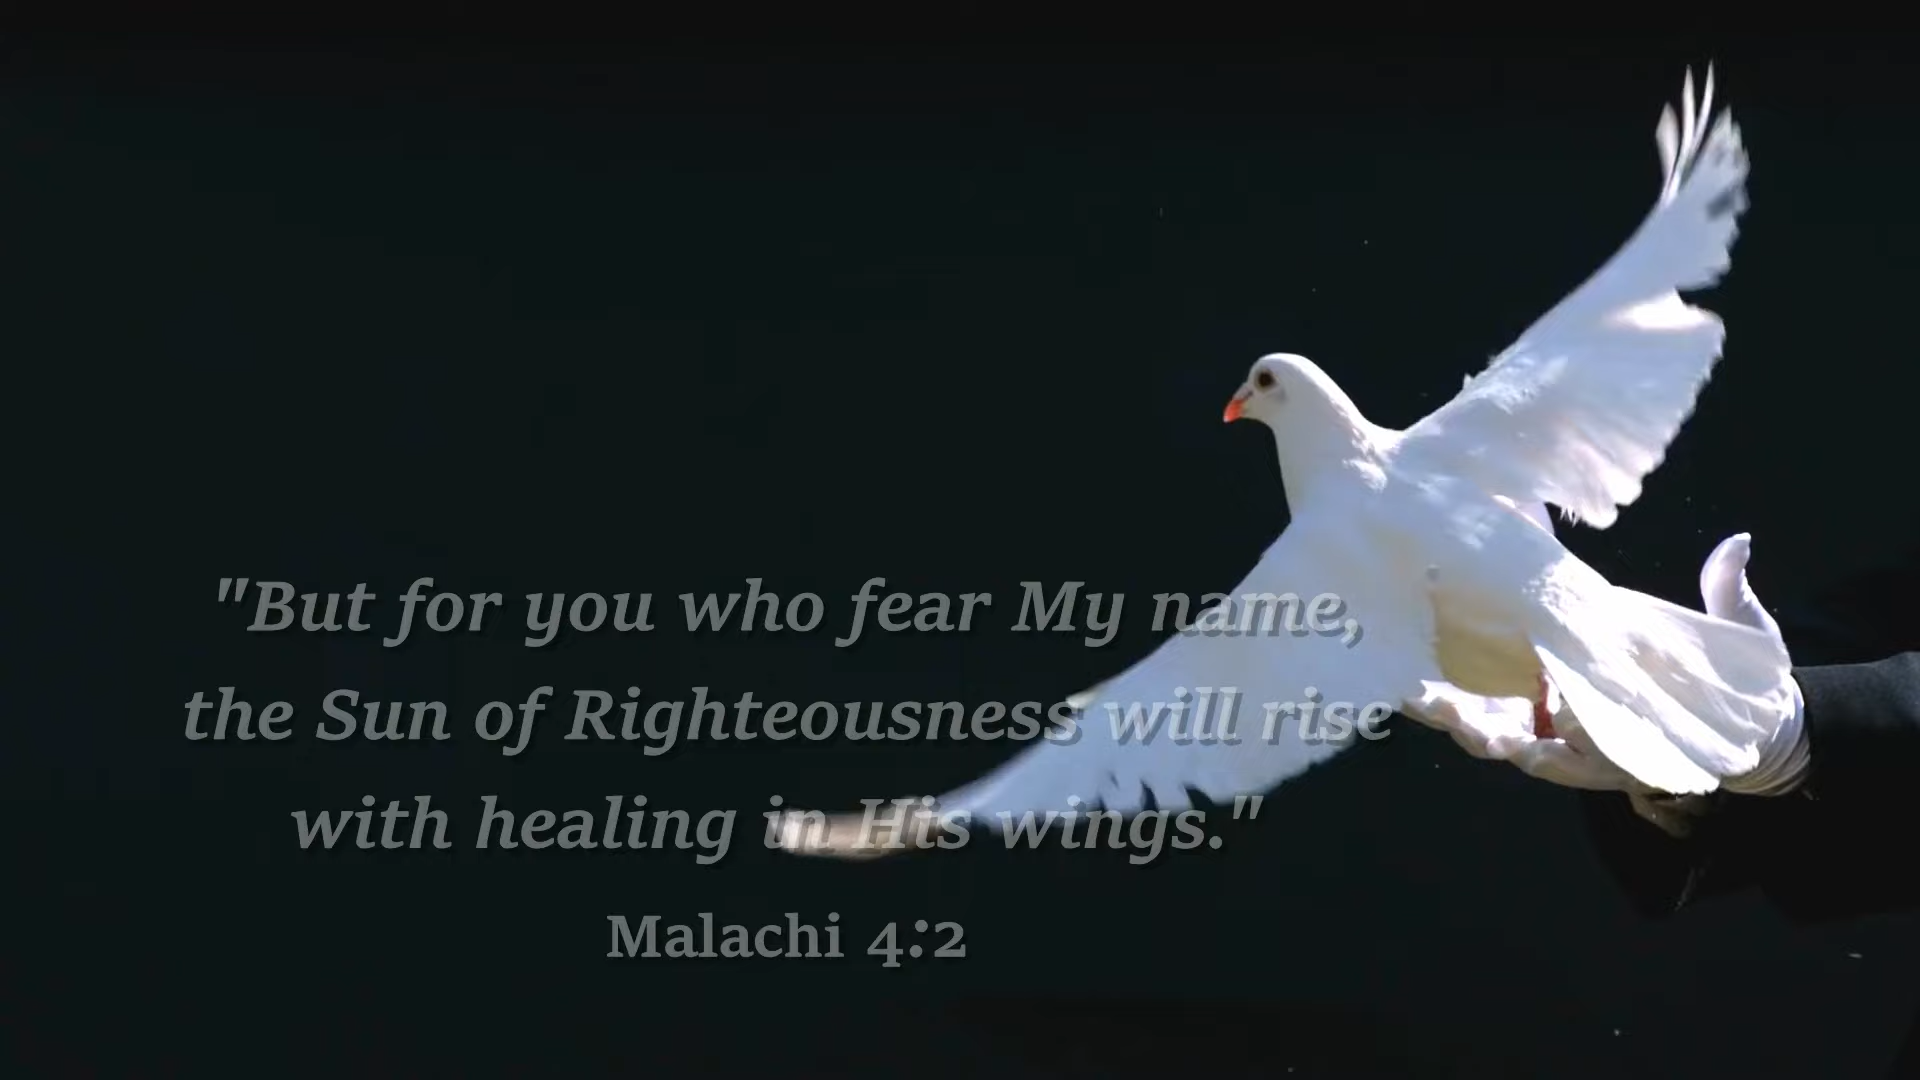 "But for you who fear My name,
the Sun of Righteousness will rise
with healing in His wings."
Malachi 4:2